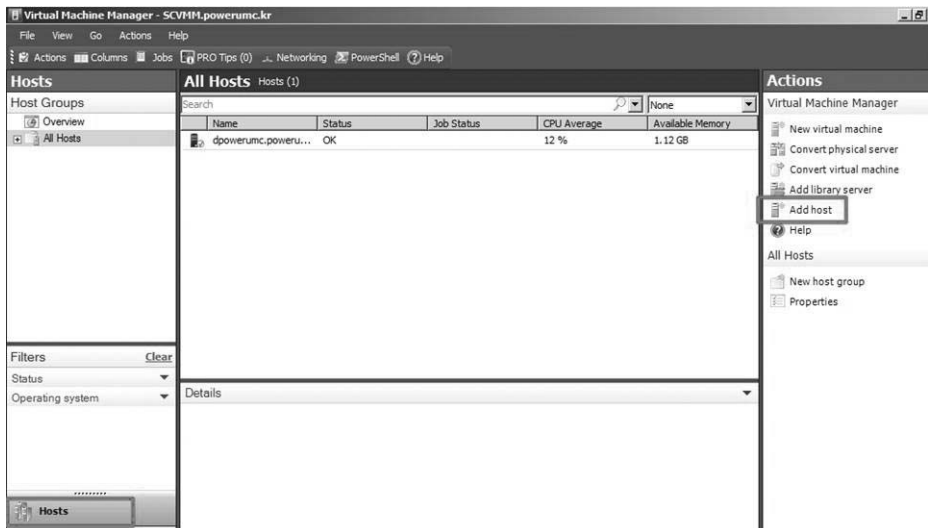 Virtual Machine Manager - SCVMM.powerumc.kr
File View Go Actions Help
Actions Columns Jobs PRO Tips (0) Networking PowerShell Help
Hosts
Host Groups
Overview
All Hosts
Filters Clear
Status
Operating system
Hosts
All Hosts Hosts (1)
Search None
Name Status Job Status CPU Average Available Memory
dpowerumc.poweru... OK 12 % 1.12 GB
Details
Actions
Virtual Machine Manager
New virtual machine
Convert physical server
Convert virtual machine
Add library server
Add host
Help
All Hosts
New host group
Properties